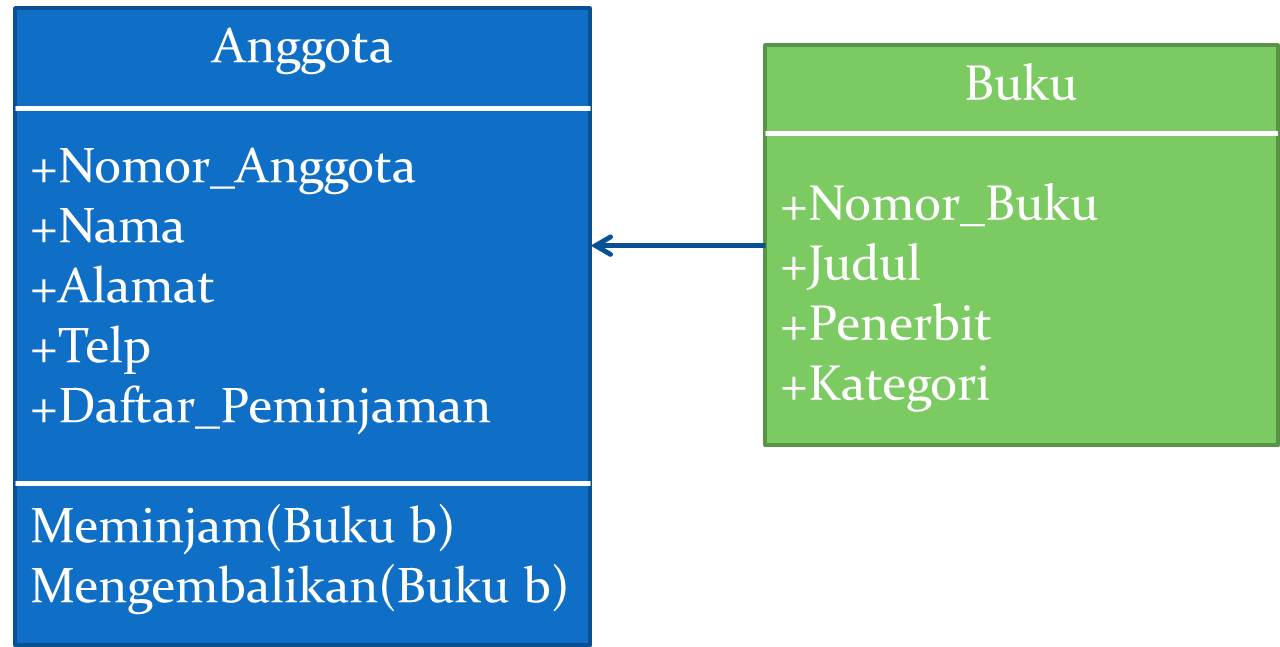 Anggota
+Nomor_Anggota
+Nama
+Alamat
+Telp
+Daftar_Peminjaman
Meminjam(Buku b)
Mengembalikan(Buku b)
Buku
+Nomor_Buku
+Judul
+Penerbit
+Kategori